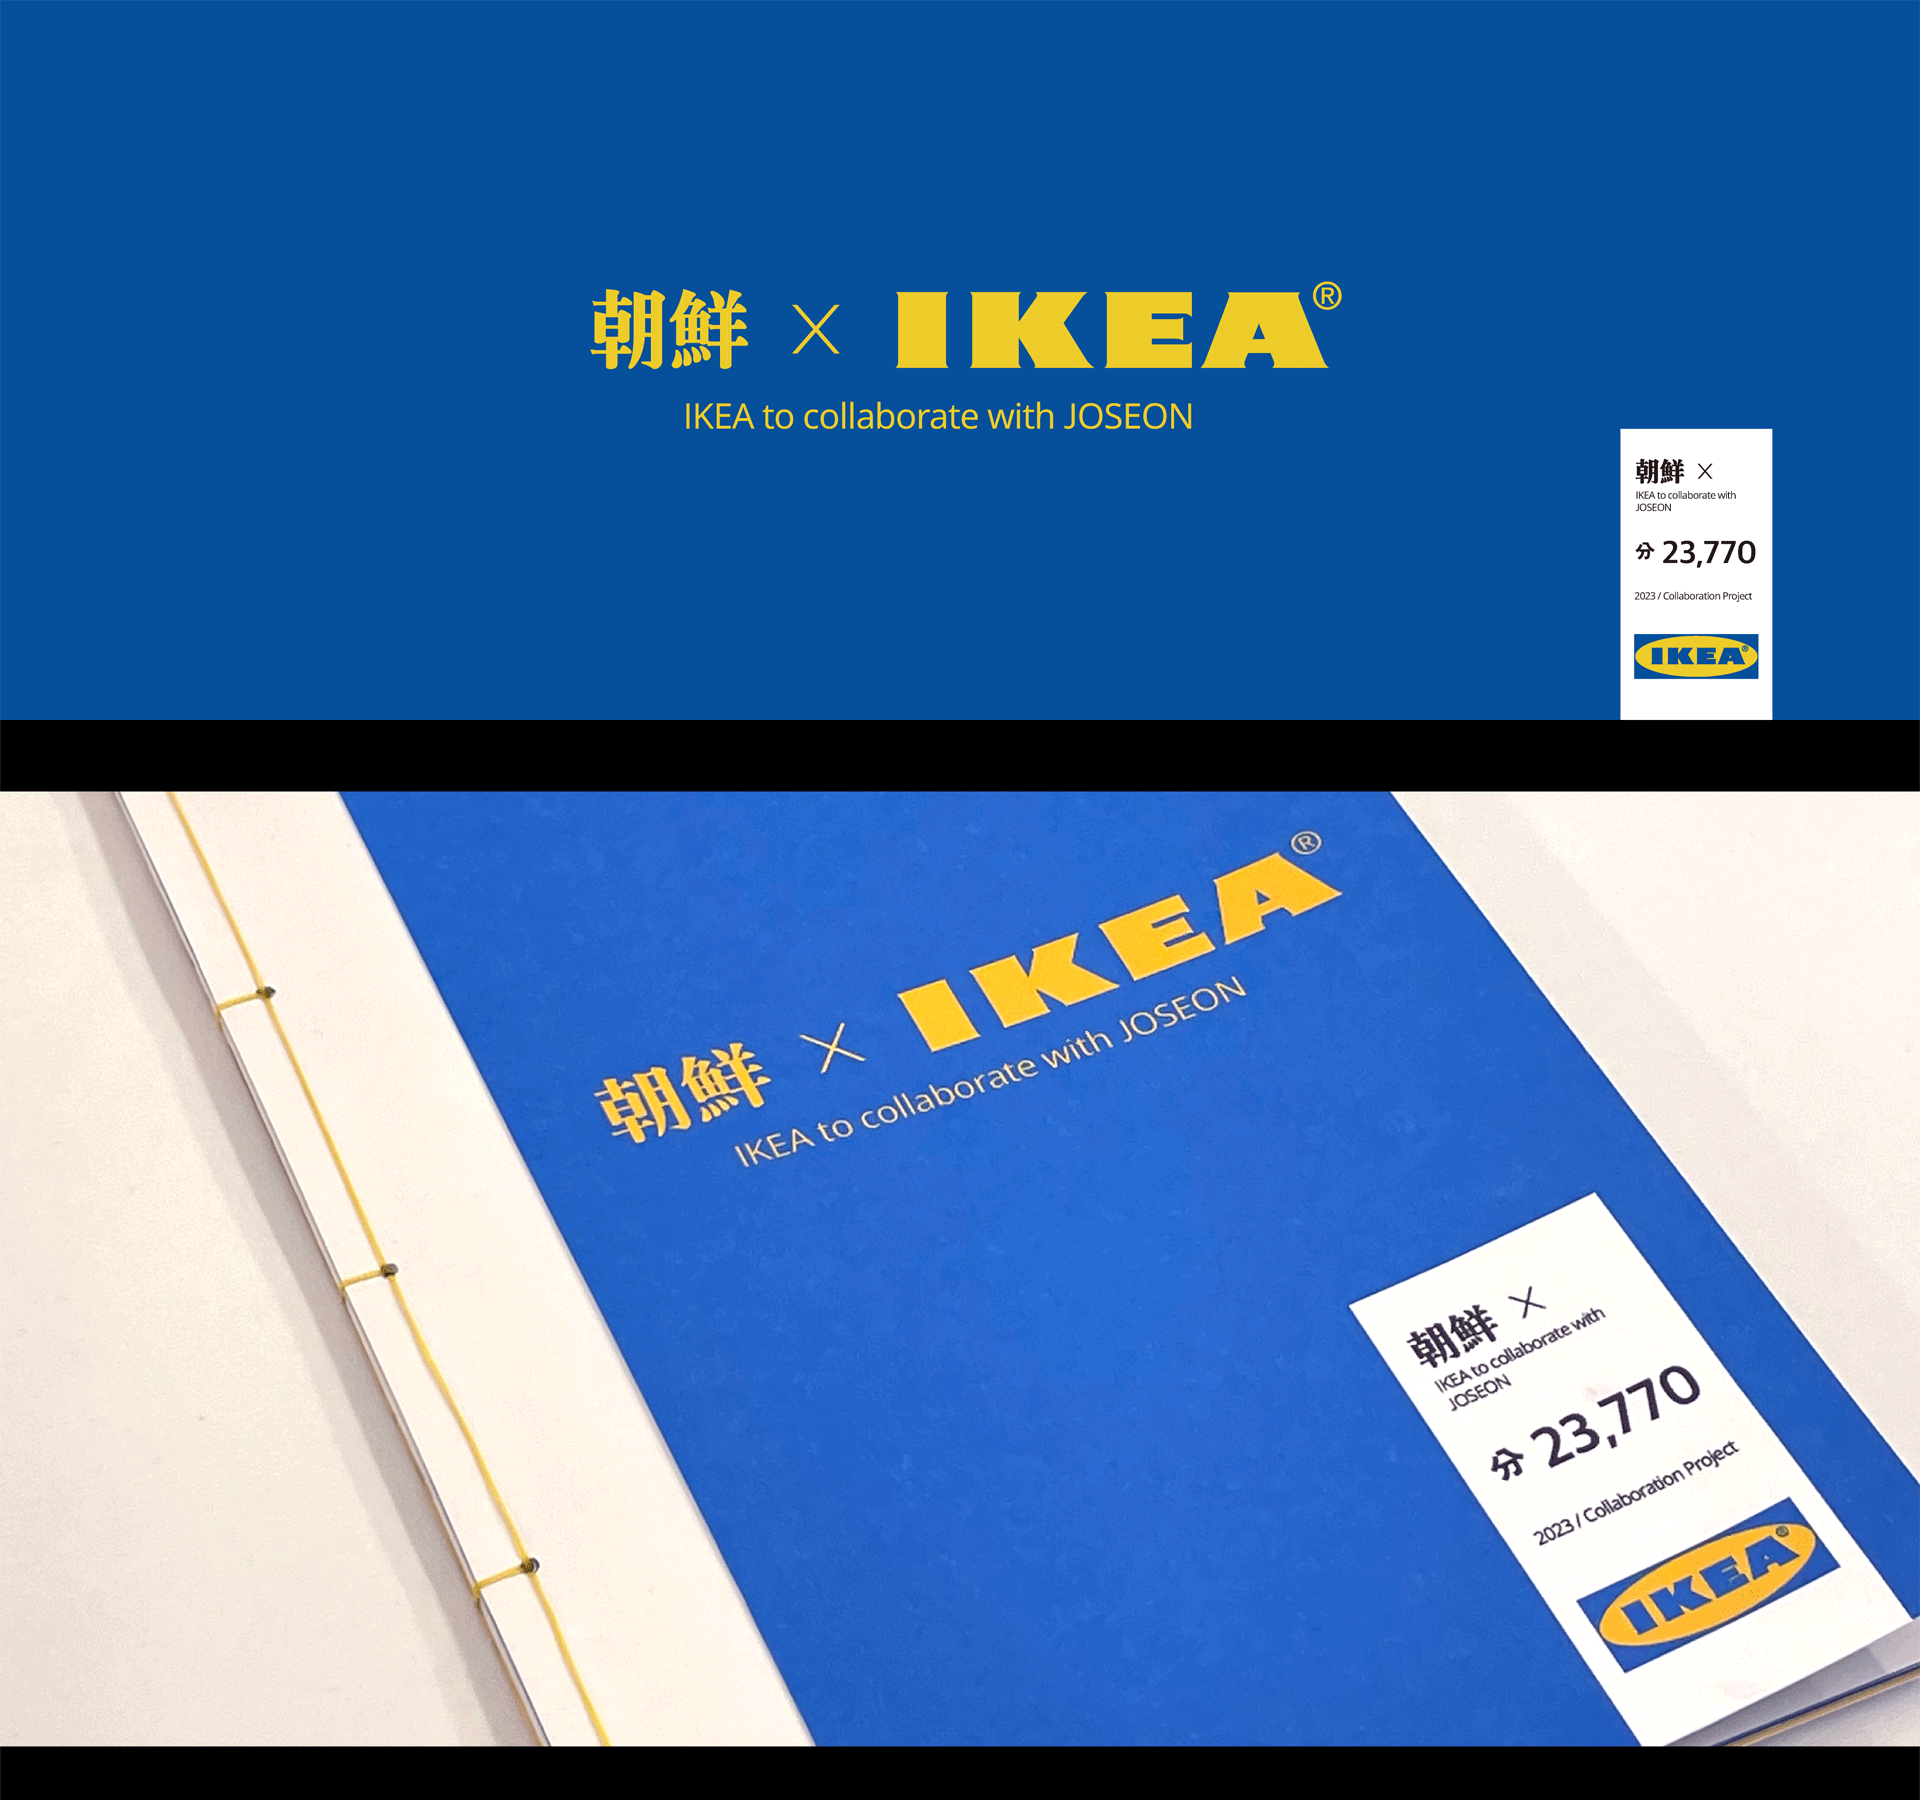 朝鮮 × IKEA®
IKEA to collaborate with JOSEON
朝鮮 ×
IKEA to collaborate with
JOSEON
分 23,770
2023 / Collaboration Project
IKEA®
朝鮮 × IKEA®
IKEA to collaborate with JOSEON
朝鮮 ×
IKEA to collaborate with
JOSEON
分 23,770
2023 / Collaboration Project
IKEA®